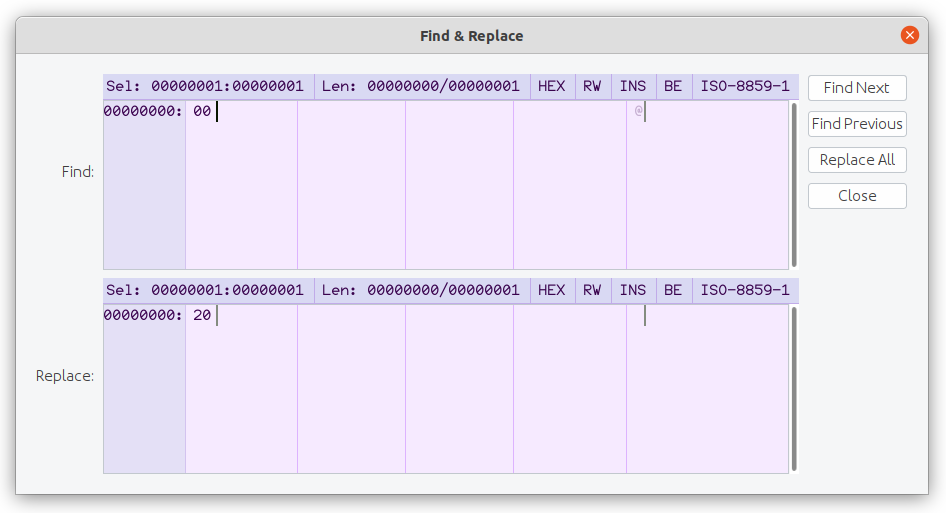 Find & Replace
Sel: 00000001:00000001 Len: 00000000/00000001 HEX RW INS BE ISO-8859-1
00000000: 00 @
Find:
Find Next
Find Previous
Replace All
Close
Sel: 00000001:00000001 Len: 00000000/00000001 HEX RW INS BE ISO-8859-1
00000000: 20
Replace: